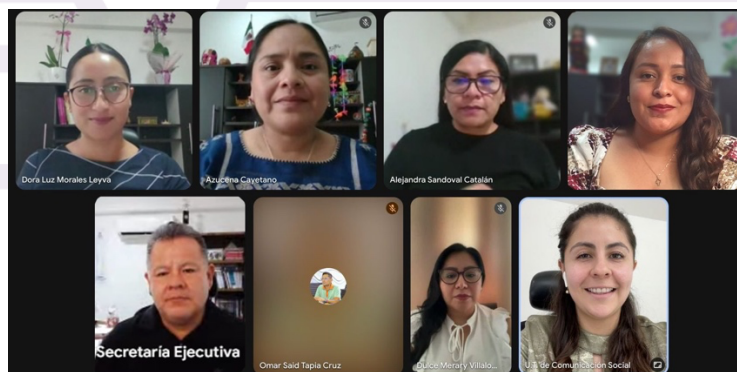 Dora Luz Morales Leyva
Azucena Cayetano
Alejandra Sandoval Catalán
Secretaría Ejecutiva
Omar Said Tapia Cruz
Dulce Merary Villalo...
U.T. de Comunicación Social